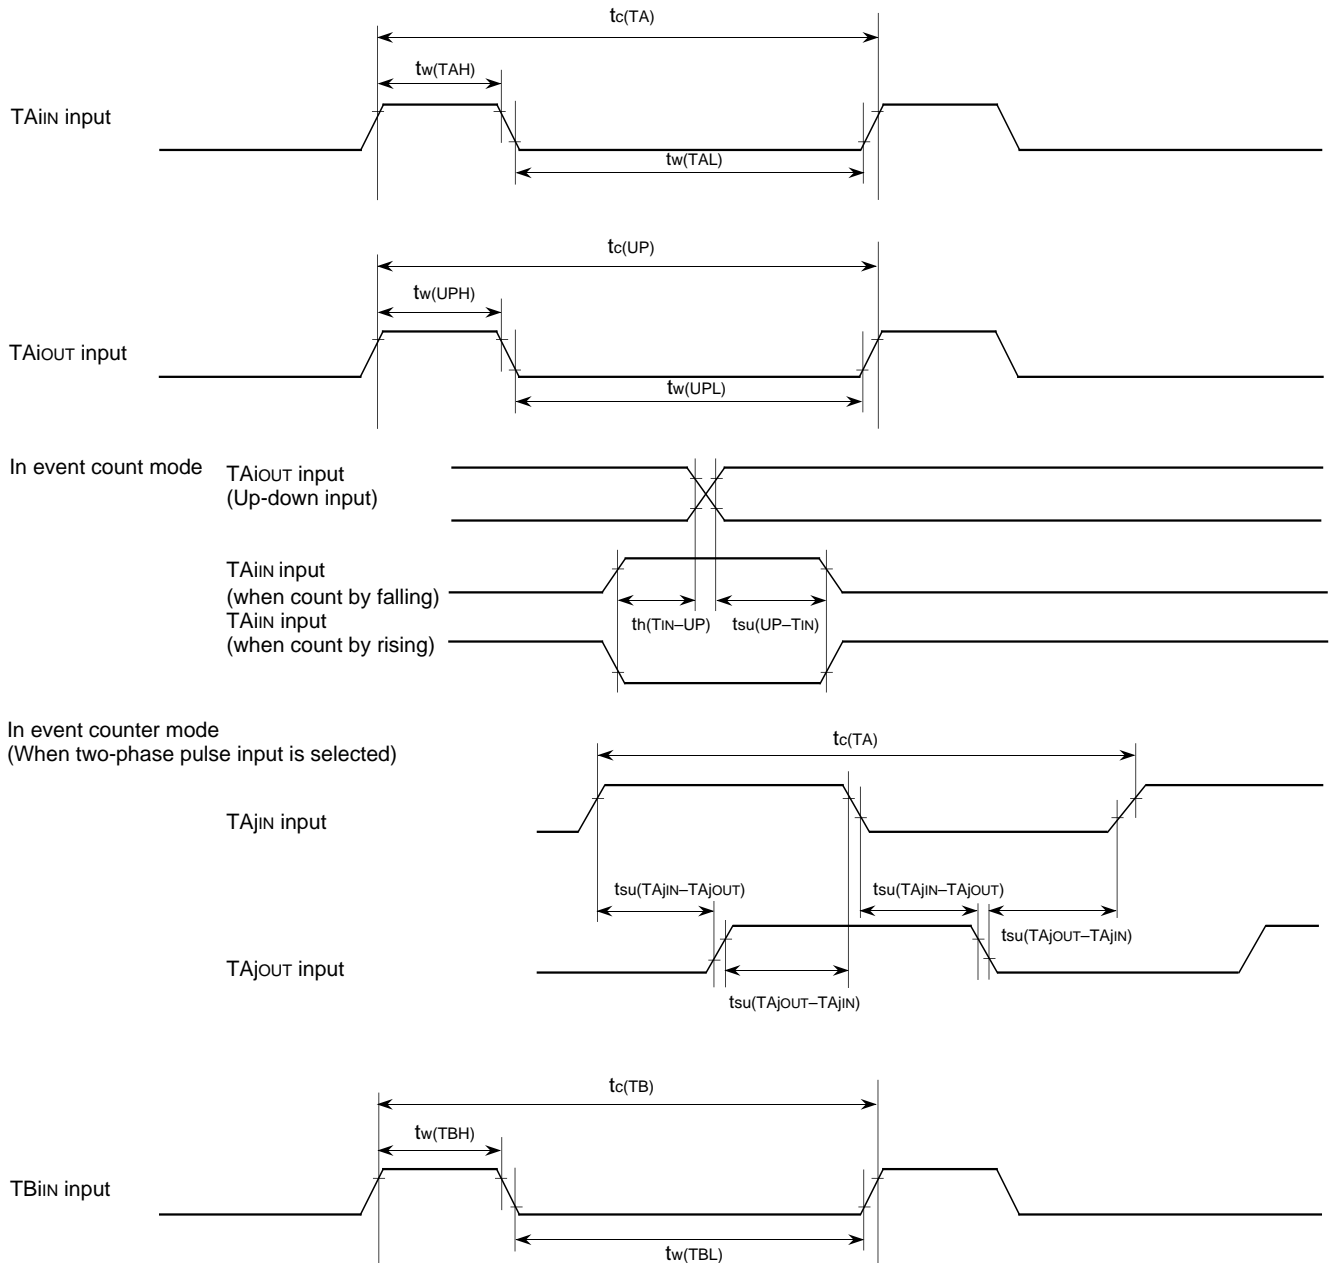 tc(TA)
tw(TAH)
TAiIN input
tw(TAL)
tc(UP)
tw(UPH)
TAiOUT input
tw(UPL)
In event count mode
TAiOUT input
(Up-down input)
TAiIN input
(when count by falling)
th(TIN–UP) tsu(UP–TIN)
TAiIN input
(when count by rising)
In event counter mode
(When two-phase pulse input is selected)
tc(TA)
TAjIN input
tsu(TAjIN–TAjOUT) tsu(TAjIN–TAjOUT)
tsu(TAjOUT–TAjIN)
TAjOUT input
tsu(TAjOUT–TAjIN)
tc(TB)
tw(TBH)
TBiIN input
tw(TBL)